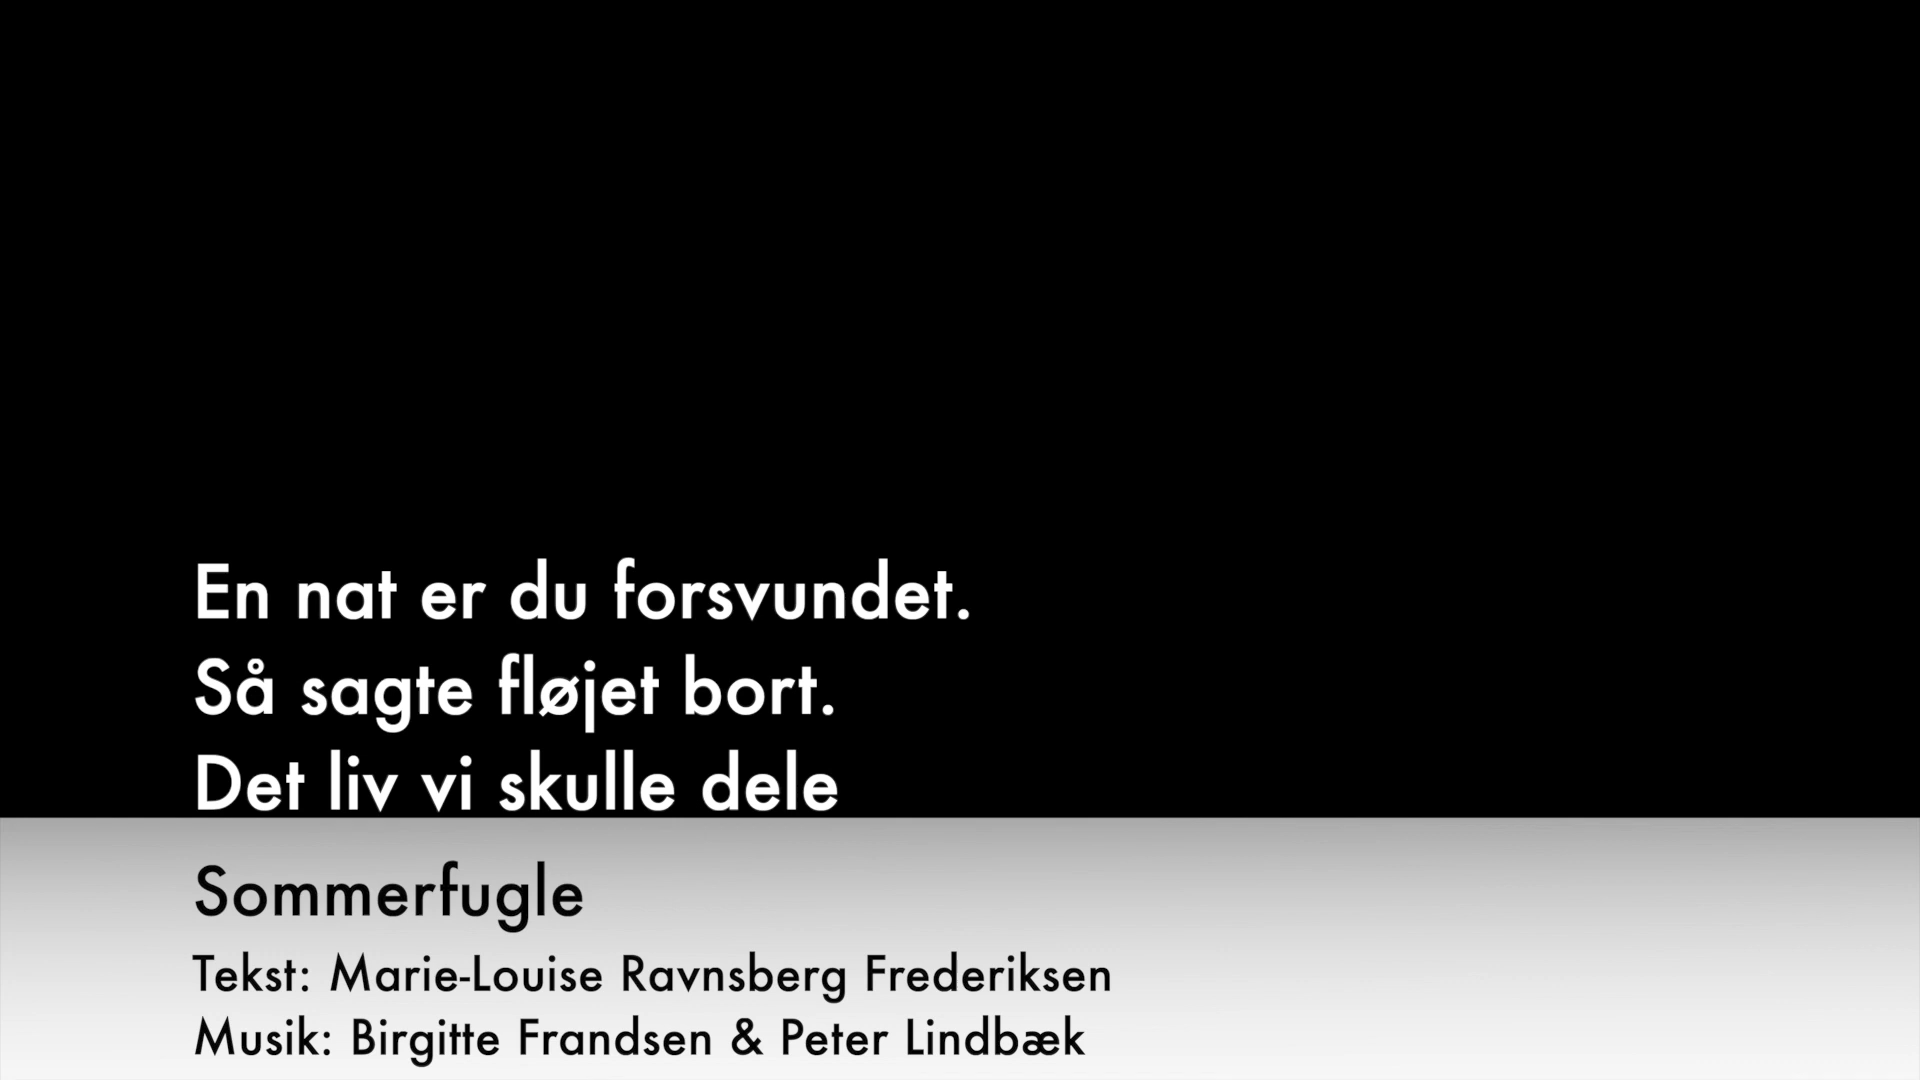 En nat er du forsvundet.
Så sagte fløjet bort.
Det liv vi skulle dele
Sommerfugle
Tekst: Marie-Louise Ravnsberg Frederiksen
Musik: Birgitte Frandsen & Peter Lindbæk